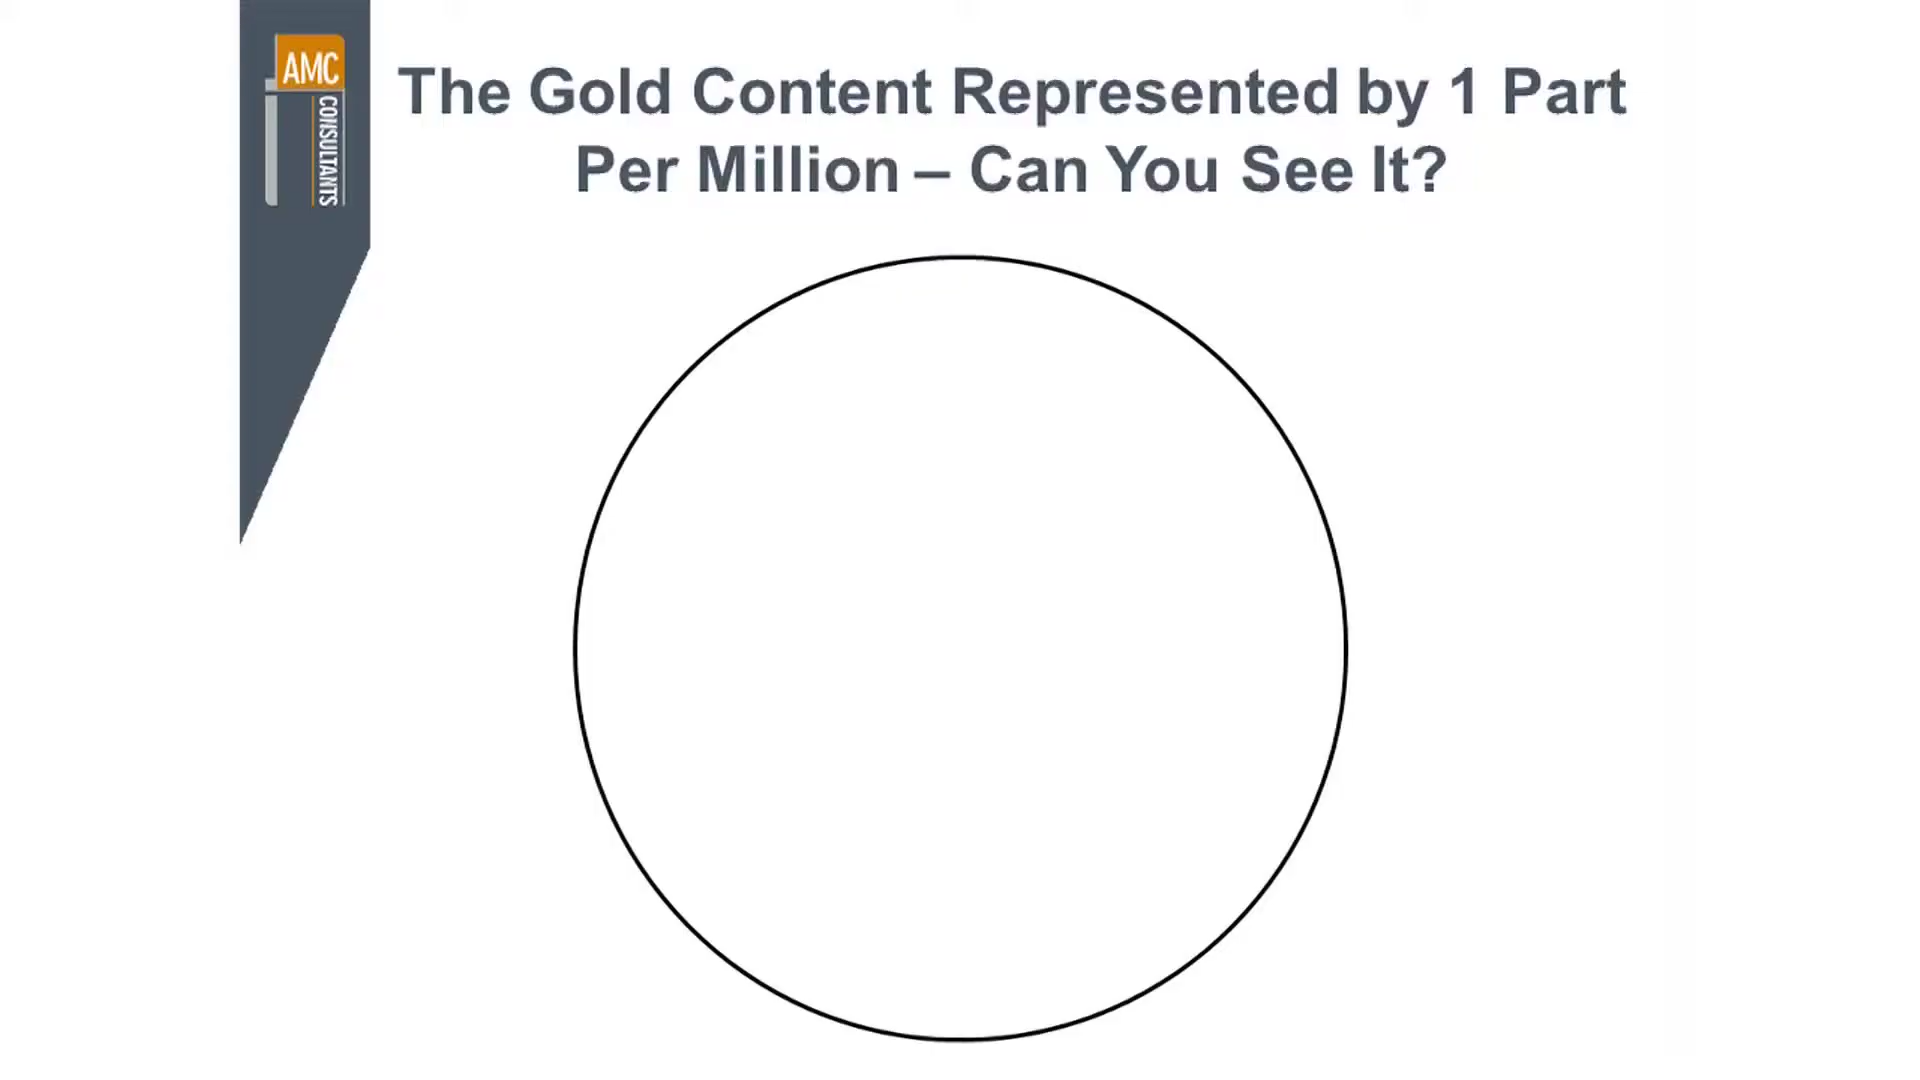 AMC
CONSULTANTS
The Gold Content Represented by 1 Part
Per Million – Can You See It?